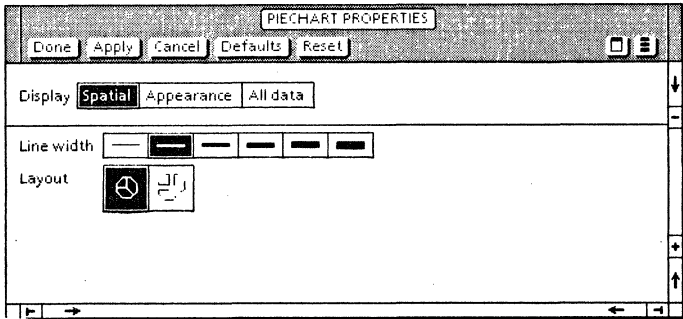 PIECHART PROPERTIES
Done Apply Cancel Defaults Reset
Display Spatial Appearance All data
Line width
Layout